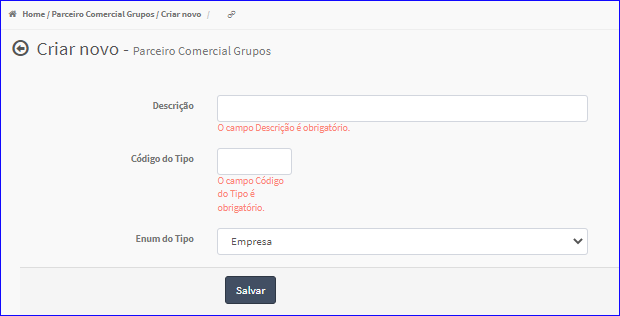 Home / Parceiro Comercial Grupos / Criar novo /
Criar novo - Parceiro Comercial Grupos
Descrição
O campo Descrição é obrigatório.
Código do Tipo
O campo Código
do Tipo é
obrigatório.
Enum do Tipo
Empresa
Salvar